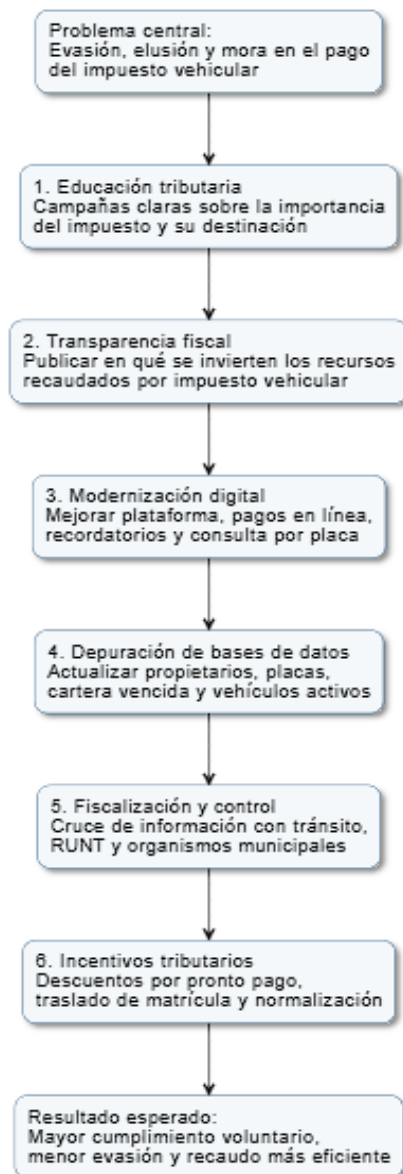 Problema central:
Evasión, elusión y mora en el pago
del impuesto vehicular
1. Educación tributaria
Campañas claras sobre la importancia
del impuesto y su destinación
2. Transparencia fiscal
Publicar en qué se invierten los recursos
recaudados por impuesto vehicular
3. Modernización digital
Mejorar plataforma, pagos en línea,
recordatorios y consulta por placa
4. Depuración de bases de datos
Actualizar propietarios, placas,
cartera vencida y vehículos activos
5. Fiscalización y control
Cruce de información con tránsito,
RUNT y organismos municipales
6. Incentivos tributarios
Descuentos por pronto pago,
traslado de matrícula y normalización
Resultado esperado:
Mayor cumplimiento voluntario,
menor evasión y recaudo más eficiente